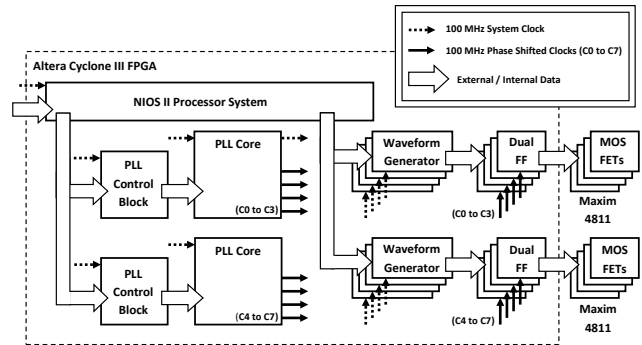 100 MHz System Clock
100 MHz Phase Shifted Clocks (C0 to C7)
External / Internal Data
Altera Cyclone III FPGA
NIOS II Processor System
PLL
Control
Block
PLL Core
(C0 to C3)
Waveform
Generator
Dual
FF
(C0 to C3)
MOS
FETs
Maxim
4811
PLL
Control
Block
PLL Core
(C4 to C7)
Waveform
Generator
Dual
FF
(C4 to C7)
MOS
FETs
Maxim
4811